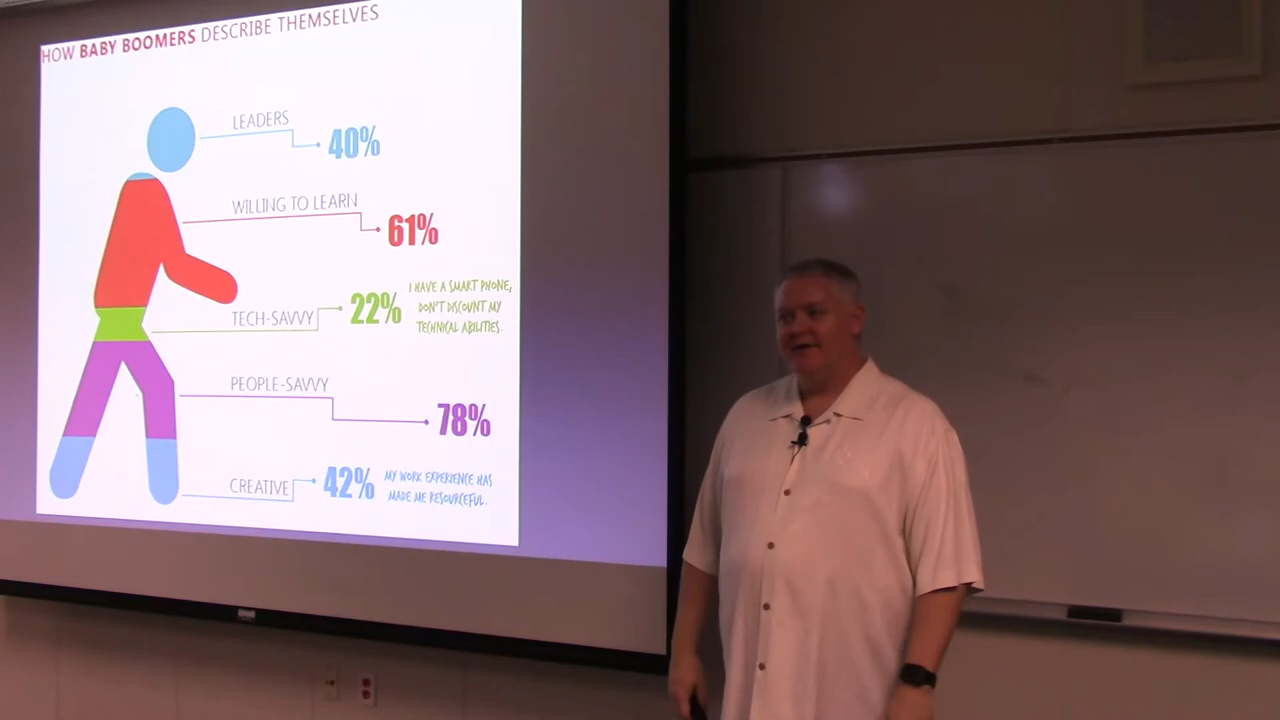 HOW BABY BOOMERS DESCRIBE THEMSELVES
LEADERS
40%
WILLING TO LEARN
61%
TECH-SAVVY
22%
I HAVE A SMART PHONE,
DON'T DISCOUNT MY
TECHNICAL ABILITIES.
PEOPLE-SAVVY
78%
CREATIVE
42%
MY WORK EXPERIENCE HAS
MADE ME RESOURCEFUL.